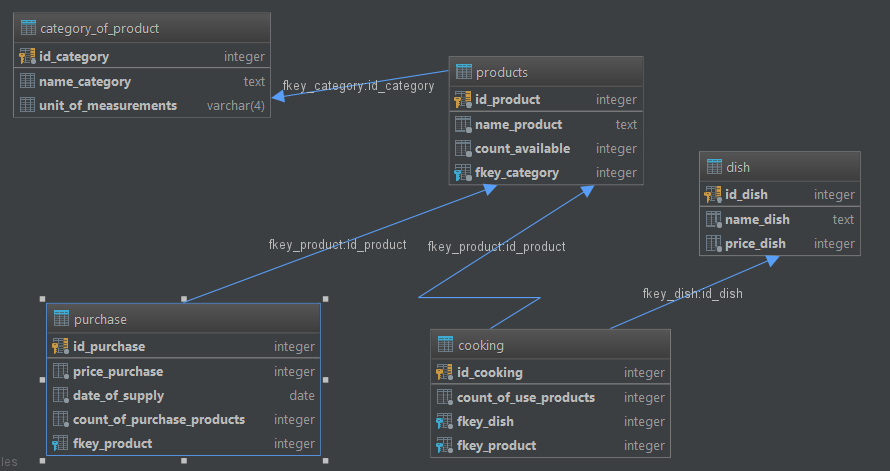 category_of_product
id_category integer
name_category text
unit_of_measurements varchar(4)
fkey_category:id_category
products
id_product integer
name_product text
count_available integer
fkey_category integer
dish
id_dish integer
name_dish text
price_dish integer
fkey_product:id_product
fkey_product:id_product
fkey_dish:id_dish
purchase
id_purchase integer
price_purchase integer
date_of_supply date
count_of_purchase_products integer
fkey_product integer
cooking
id_cooking integer
count_of_use_products integer
fkey_dish integer
fkey_product integer
les